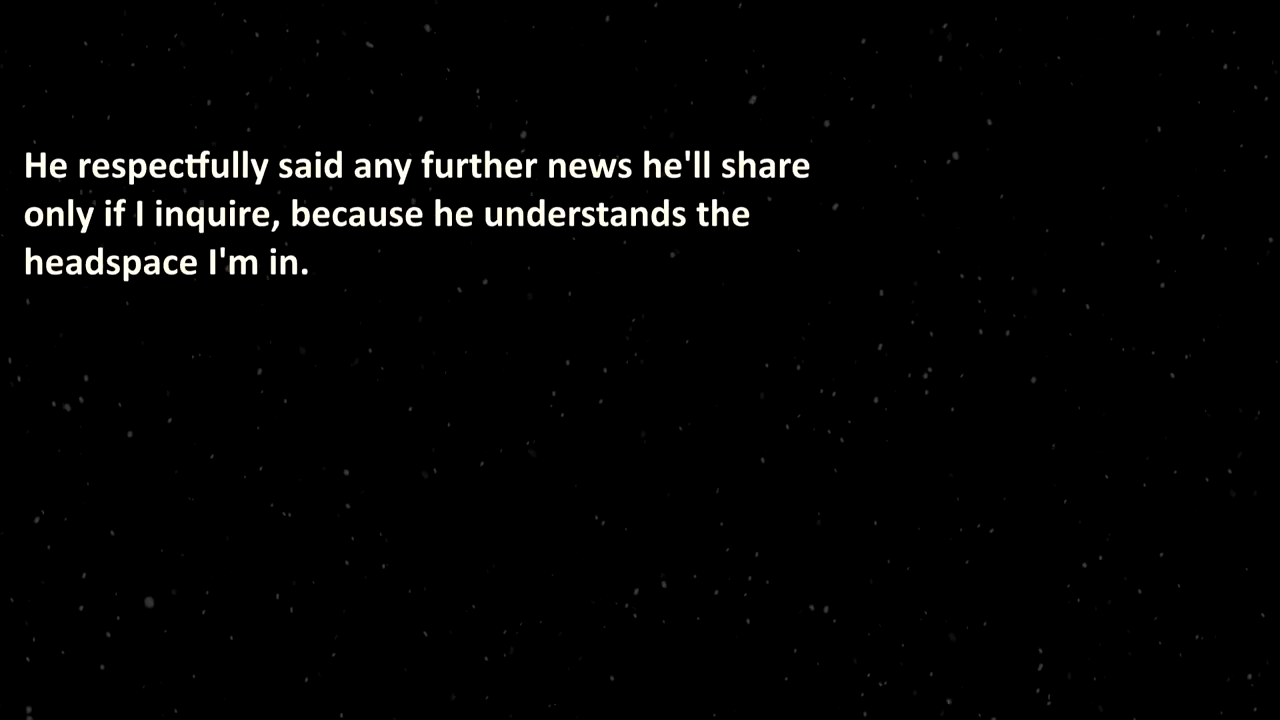 He respectfully said any further news he'll share
only if I inquire, because he understands the
headspace I'm in.